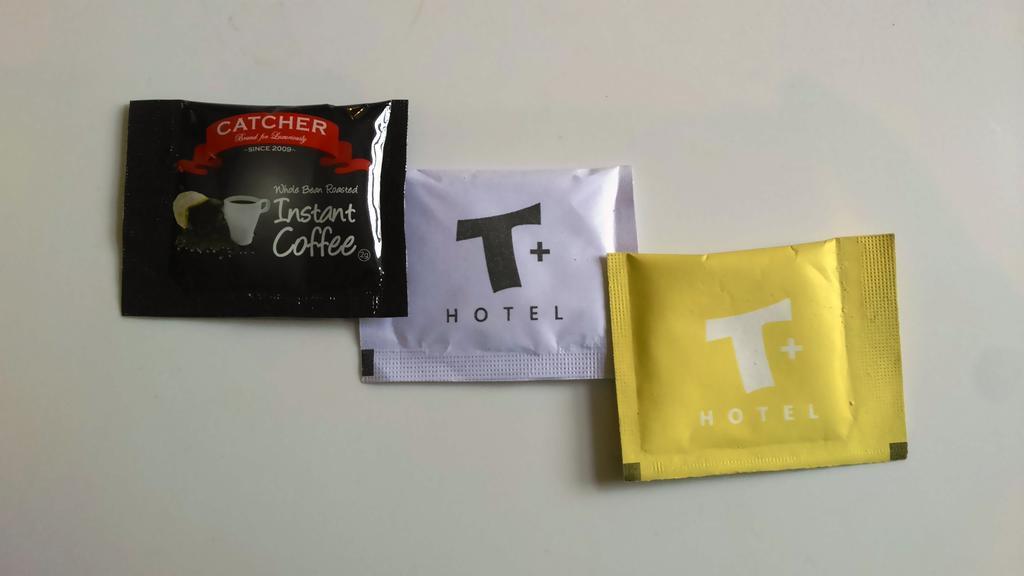 CATCHER
Brand for Luxuriously
~SINCE 2009~
Whole Bean Roasted
Instant
Coffee
2g
T+
HOTEL
T+
HOTEL